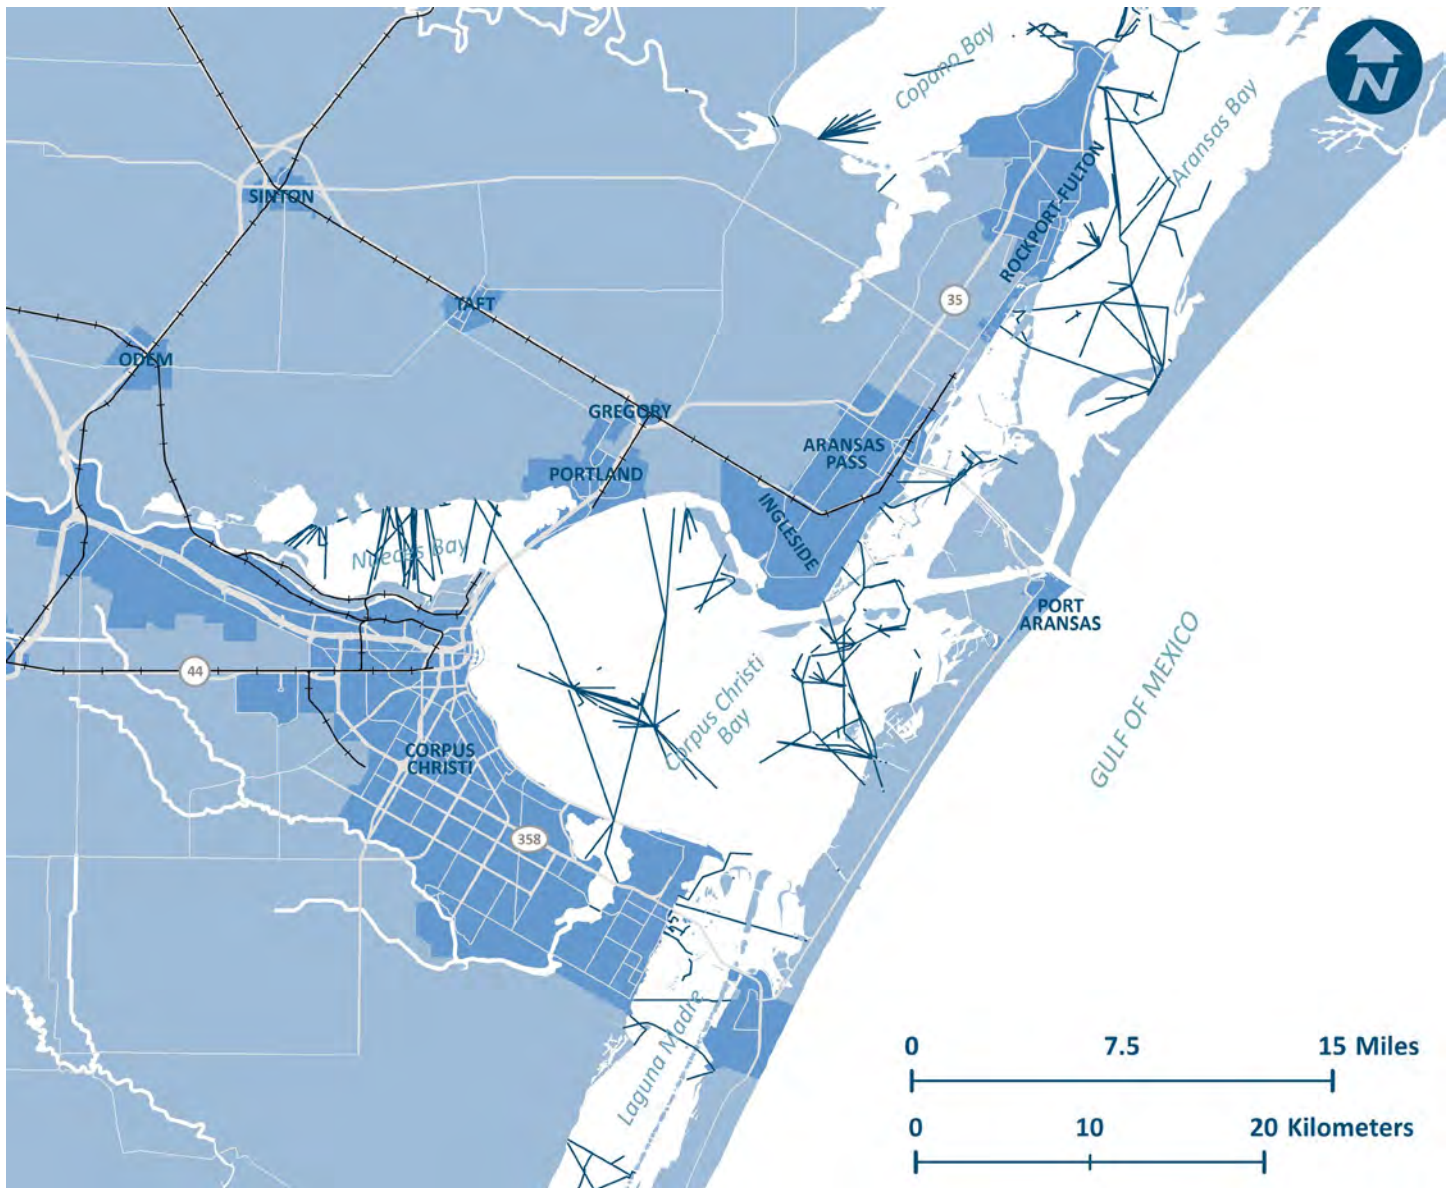 Copano Bay
N
Aransas Bay
SINTON
ROCKPORT-FULTON
TAFT
35
ODEM
GREGORY
ARANSAS
PASS
PORTLAND
INGLESIDE
Nueces Bay
PORT
ARANSAS
44
GULF OF MEXICO
Corpus Christi
Bay
CORPUS
CHRISTI
358
Laguna Madre
0 7.5 15 Miles
0 10 20 Kilometers